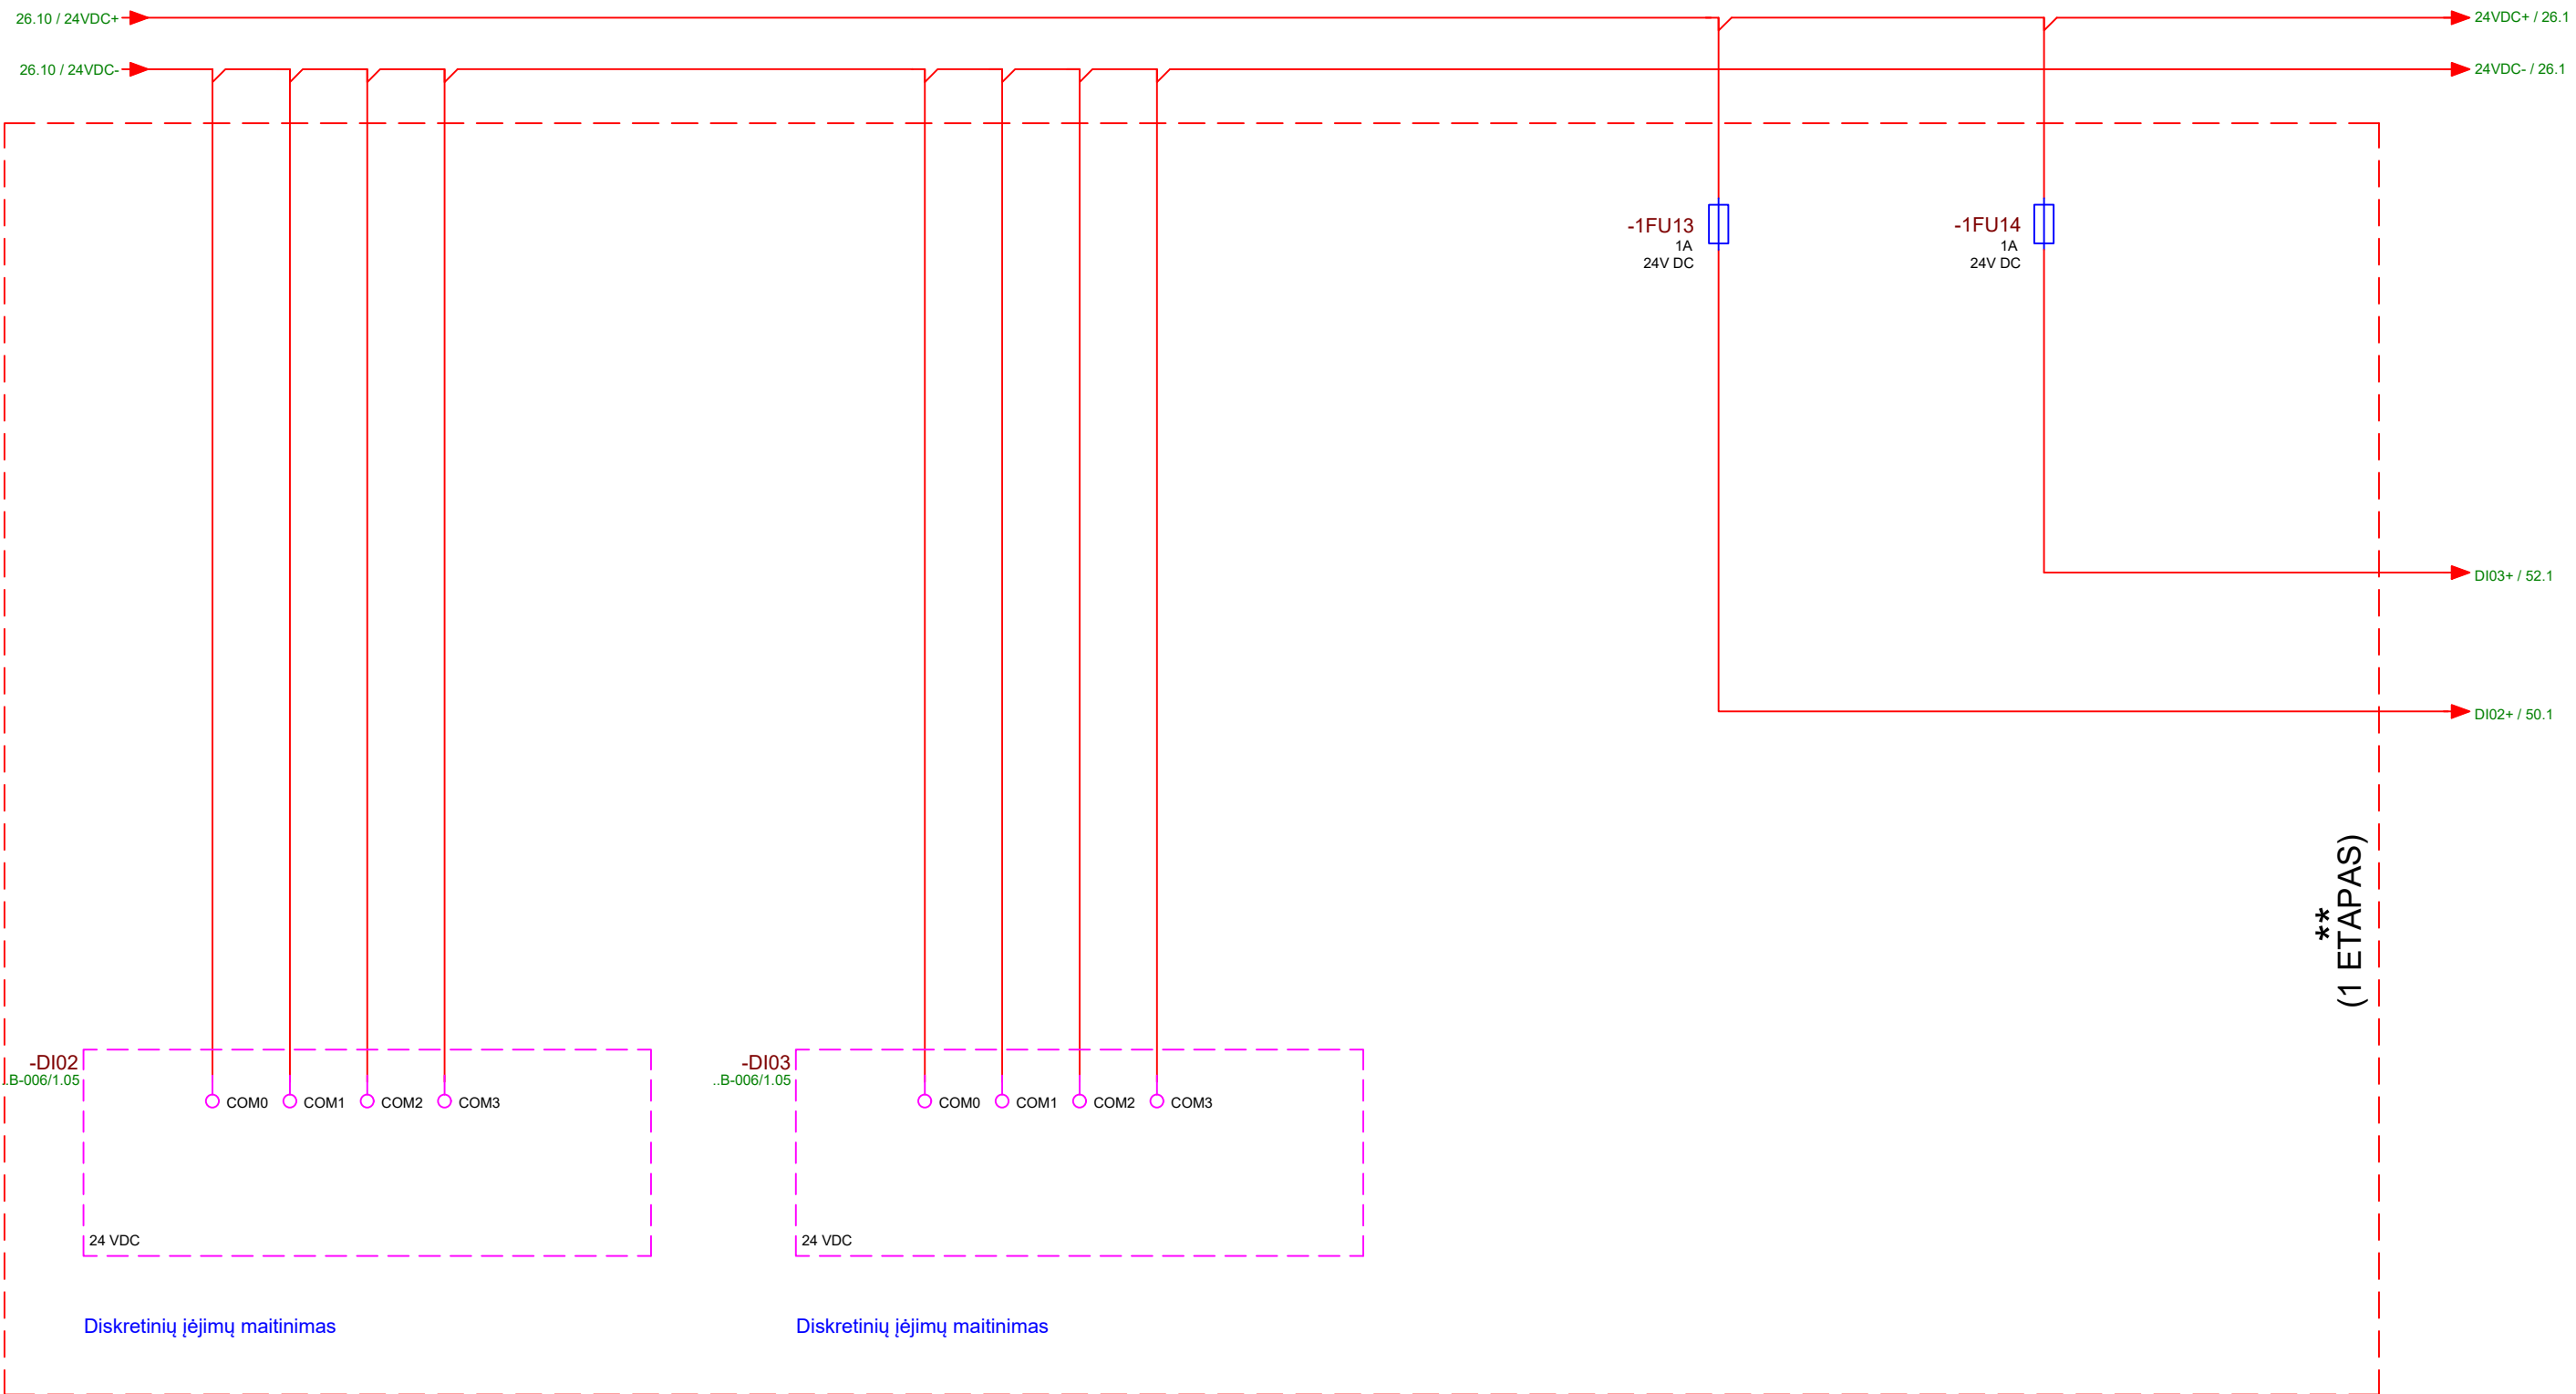 26.10 / 24VDC+
24VDC+ / 26.1
26.10 / 24VDC-
24VDC- / 26.1
-1FU13
1A
24V DC
-1FU14
1A
24V DC
DI03+ / 52.1
DI02+ / 50.1
**
(1 ETAPAS)
-DI02
..B-006/1.05
COM0
COM1
COM2
COM3
24 VDC
-DI03
..B-006/1.05
COM0
COM1
COM2
COM3
24 VDC
Diskretinių įėjimų maitinimas
Diskretinių įėjimų maitinimas